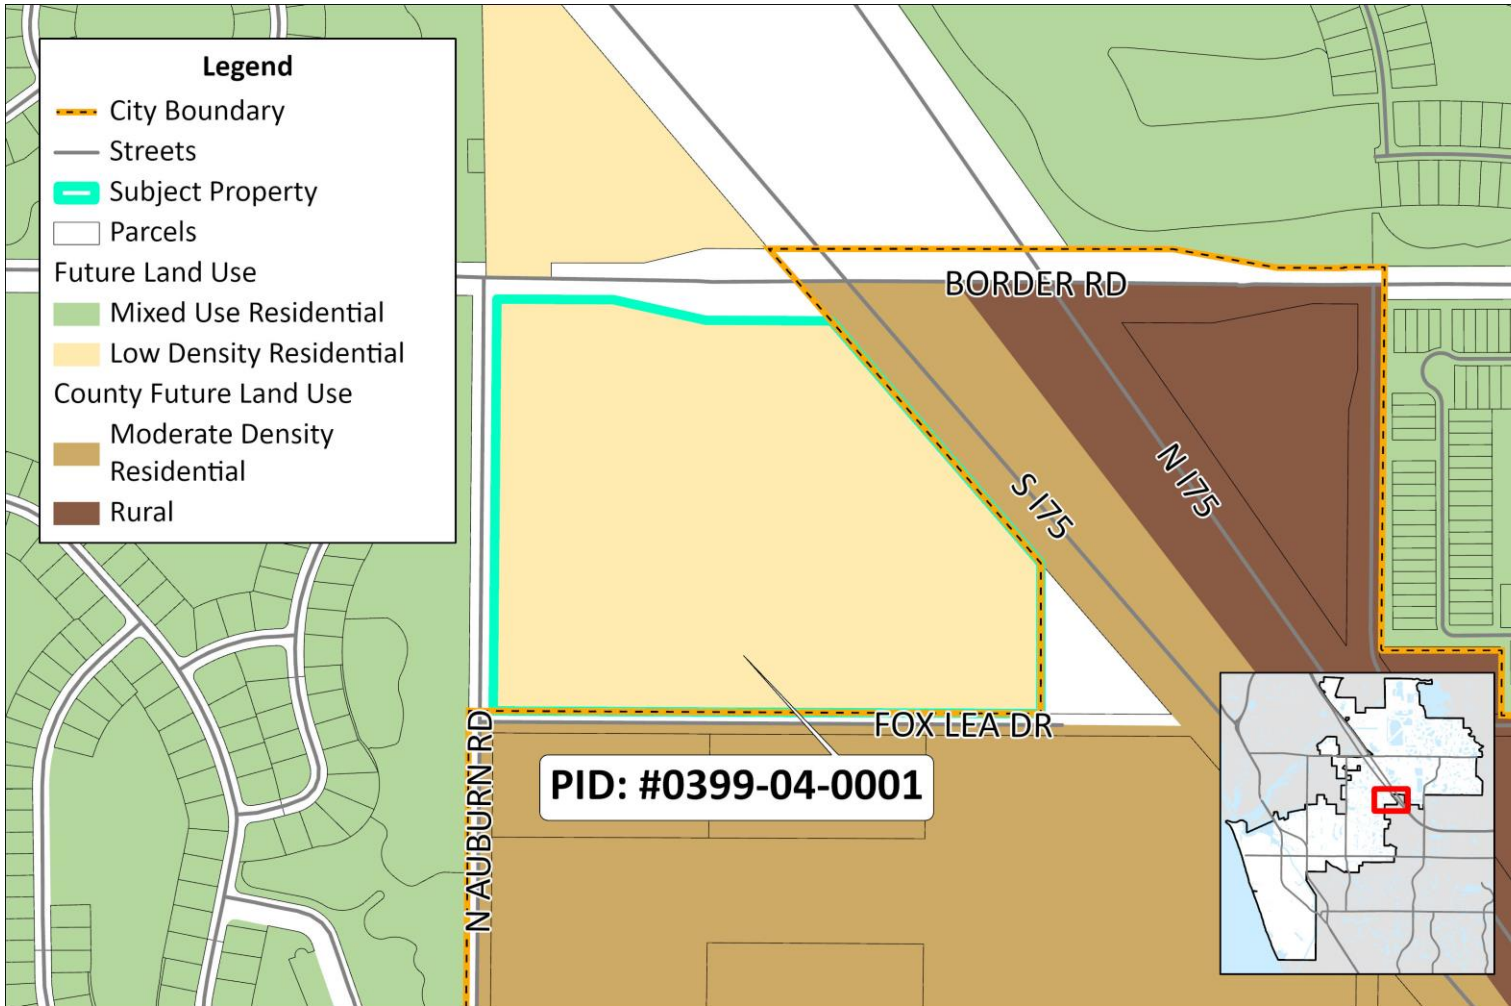 Legend
City Boundary
Streets
Subject Property
Parcels
Future Land Use
Mixed Use Residential
Low Density Residential
County Future Land Use
Moderate Density
Residential
Rural
BORDER RD
N I75
S I75
FOX LEA DR
N AUBURN RD
PID: #0399-04-0001